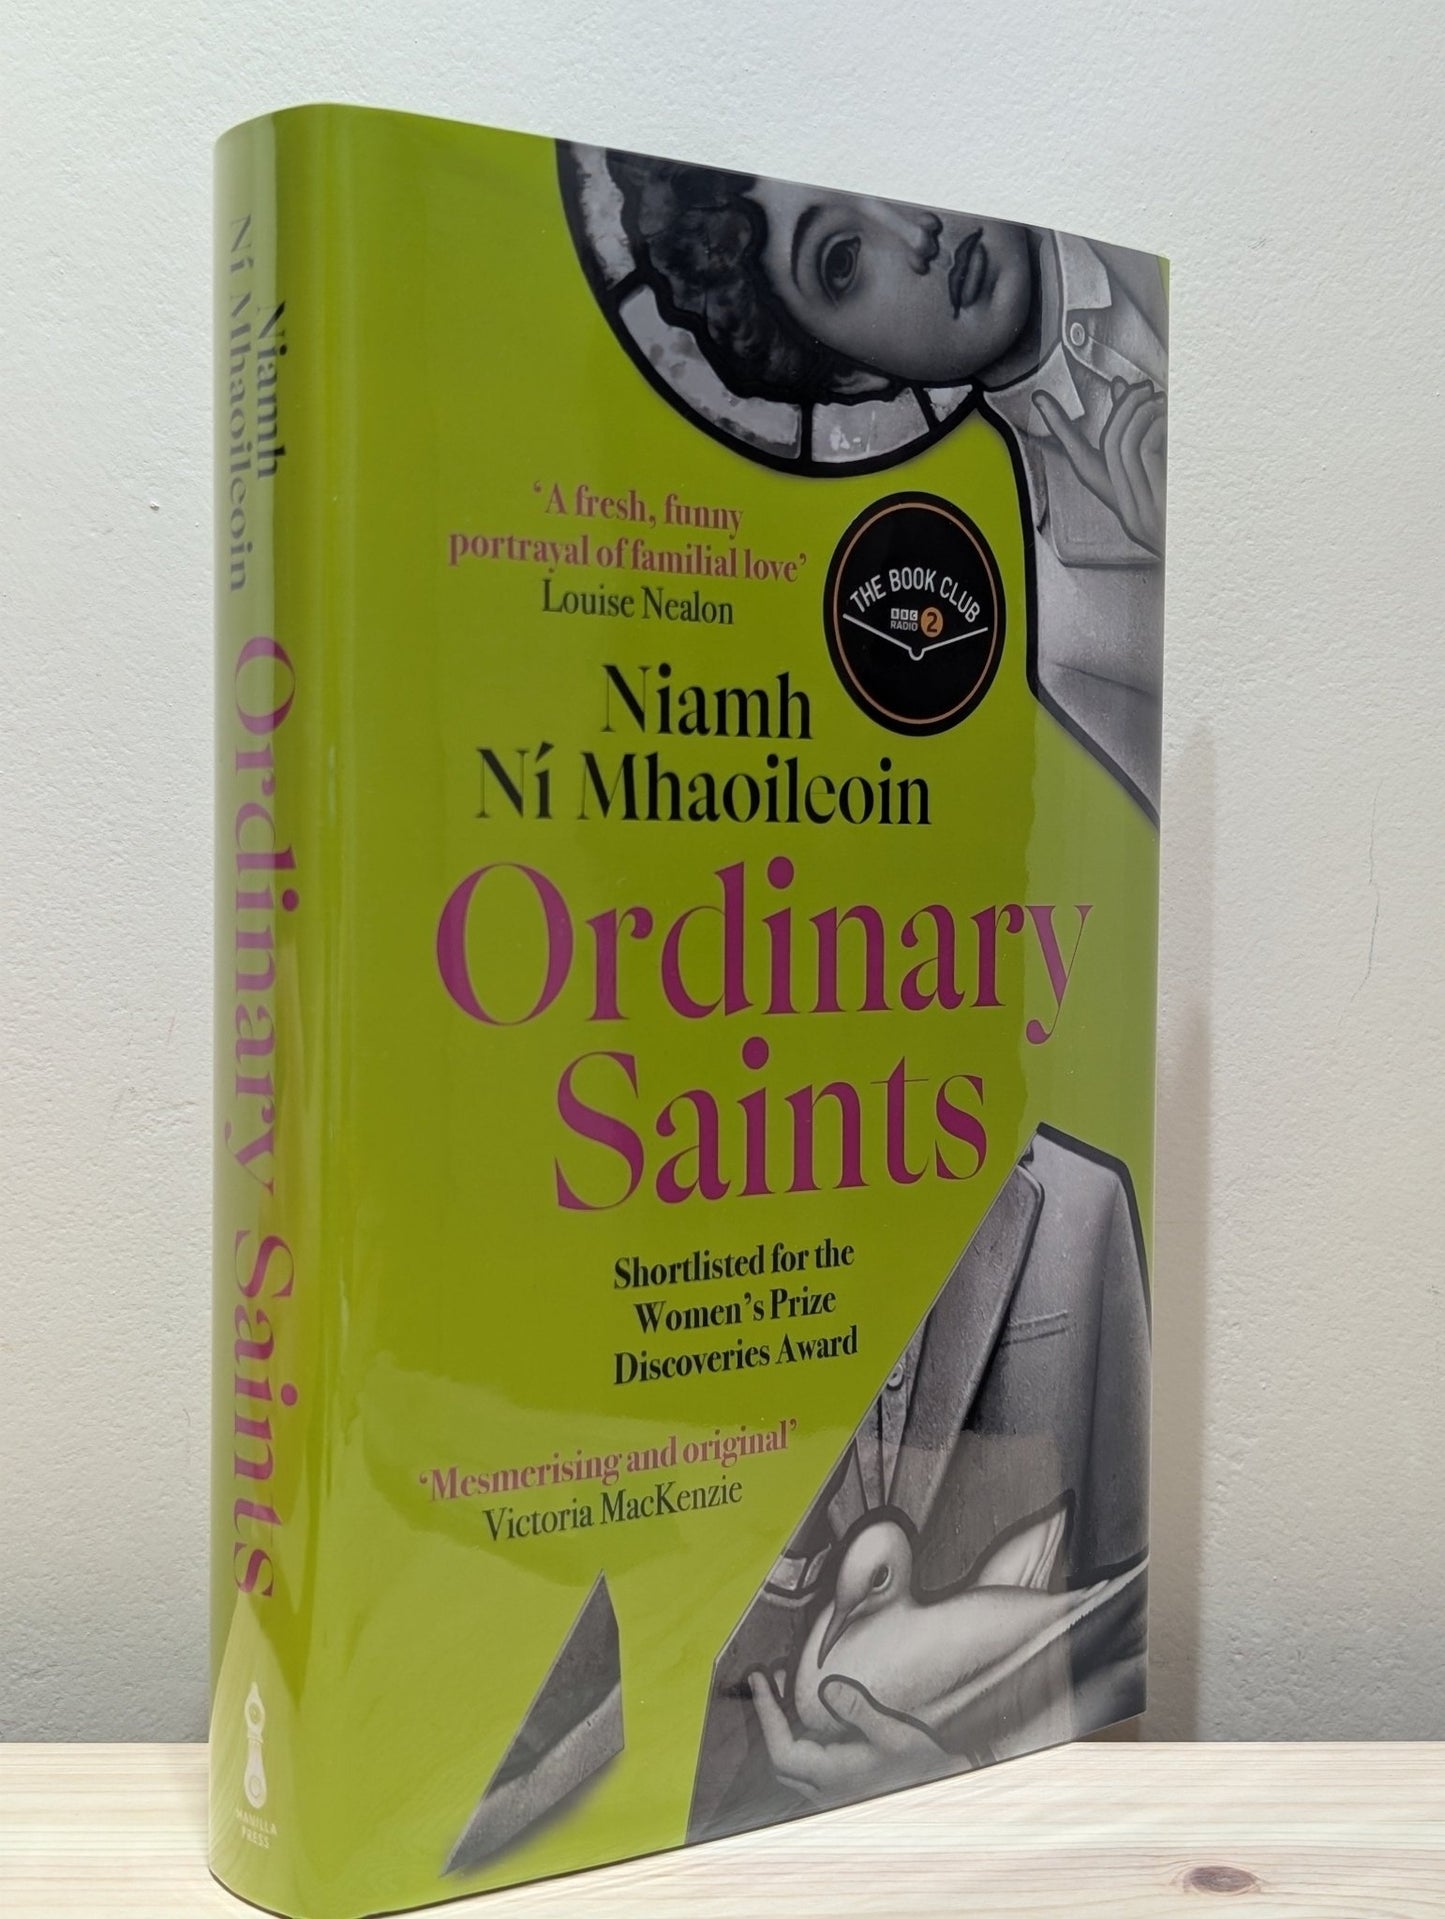 Niamh
Ní Mhaoileoin
Ordinary Saints
MANILLA
PRESS
‘A fresh, funny
portrayal of familial love’
Louise Nealon
THE BOOK CLUB
BBC
RADIO 2
Niamh
Ní Mhaoileoin
Ordinary
Saints
Shortlisted for the
Women’s Prize
Discoveries Award
‘Mesmerising and original’
Victoria MacKenzie